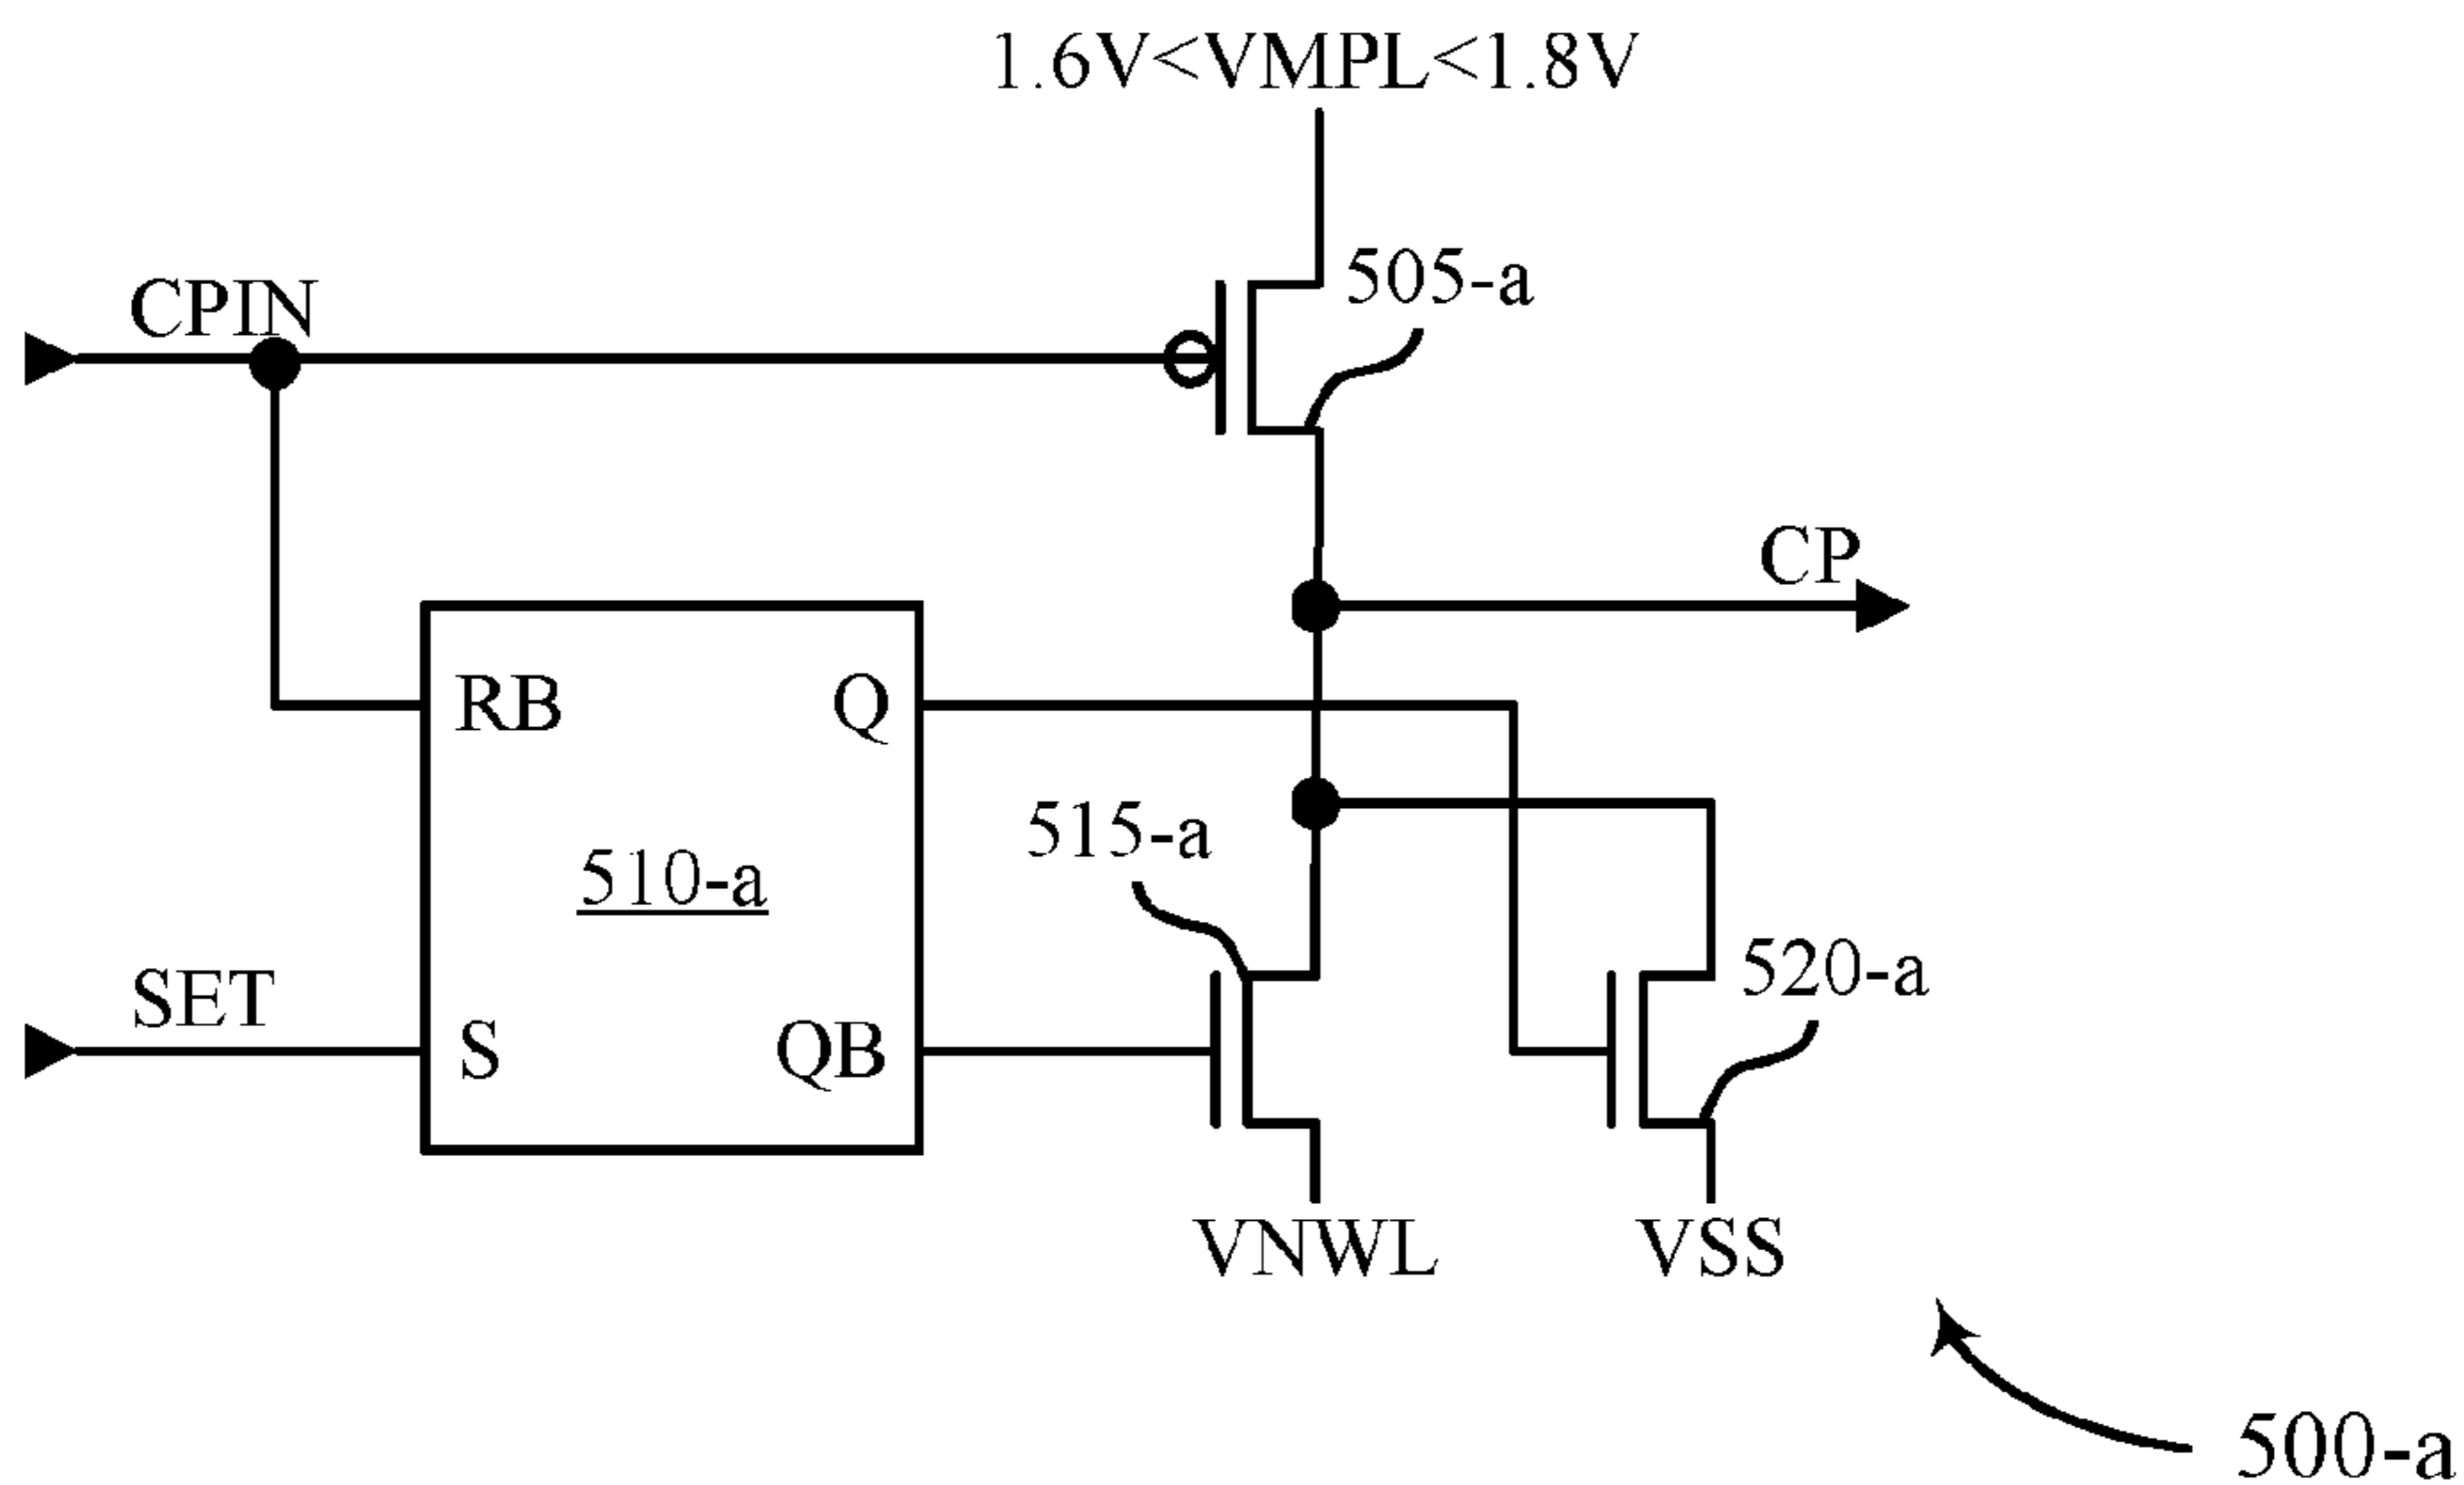 1.6V<VMPL<1.8V
505-a
CPIN
CP
RB
Q
515-a
510-a
520-a
SET
S
QB
VNWL
VSS
500-a